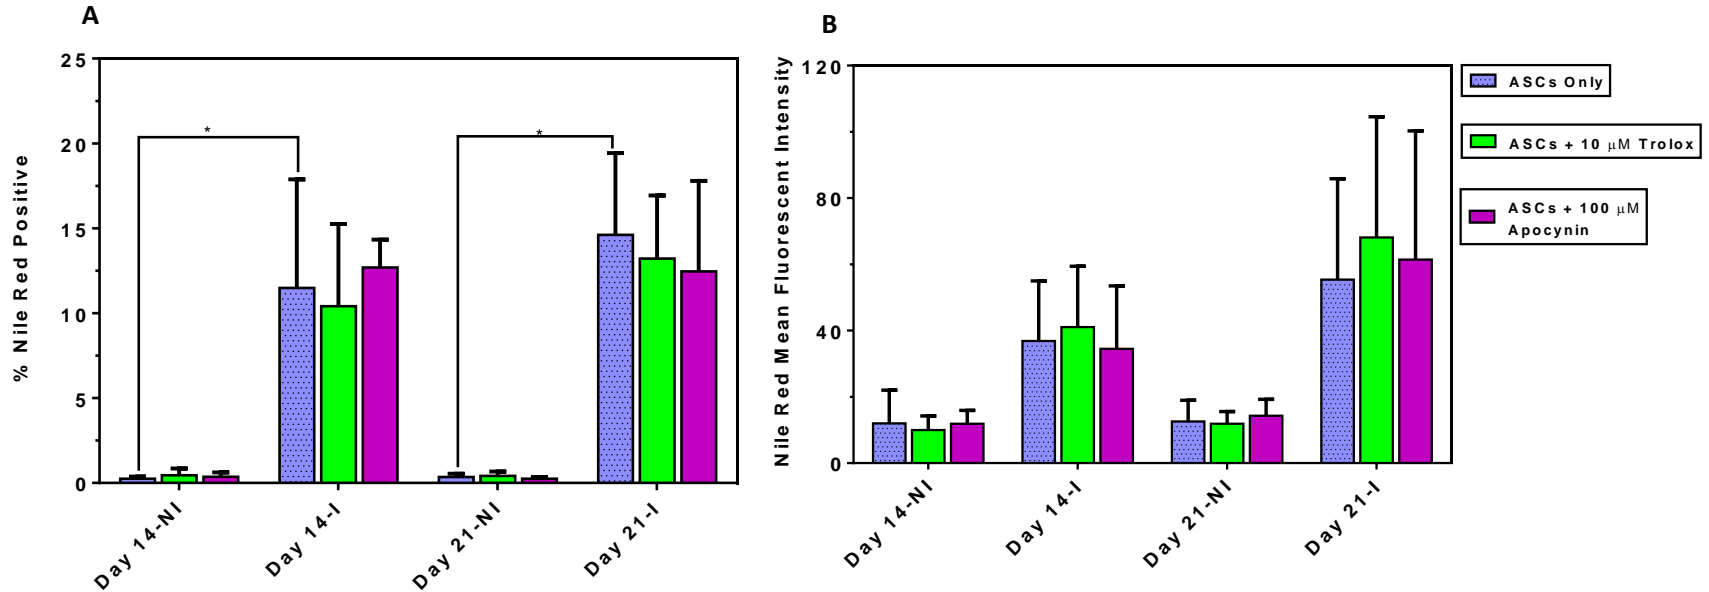 A
% Nile Red Positive
25
20
15
10
5
0
*
*
Day 14-NI
Day 14-I
Day 21-NI
Day 21-I
B
Nile Red Mean Fluorescent Intensity
120
80
40
0
Day 14-NI
Day 14-I
Day 21-NI
Day 21-I
ASCs Only
ASCs + 10 μM Trolox
ASCs + 100 μM
Apocynin